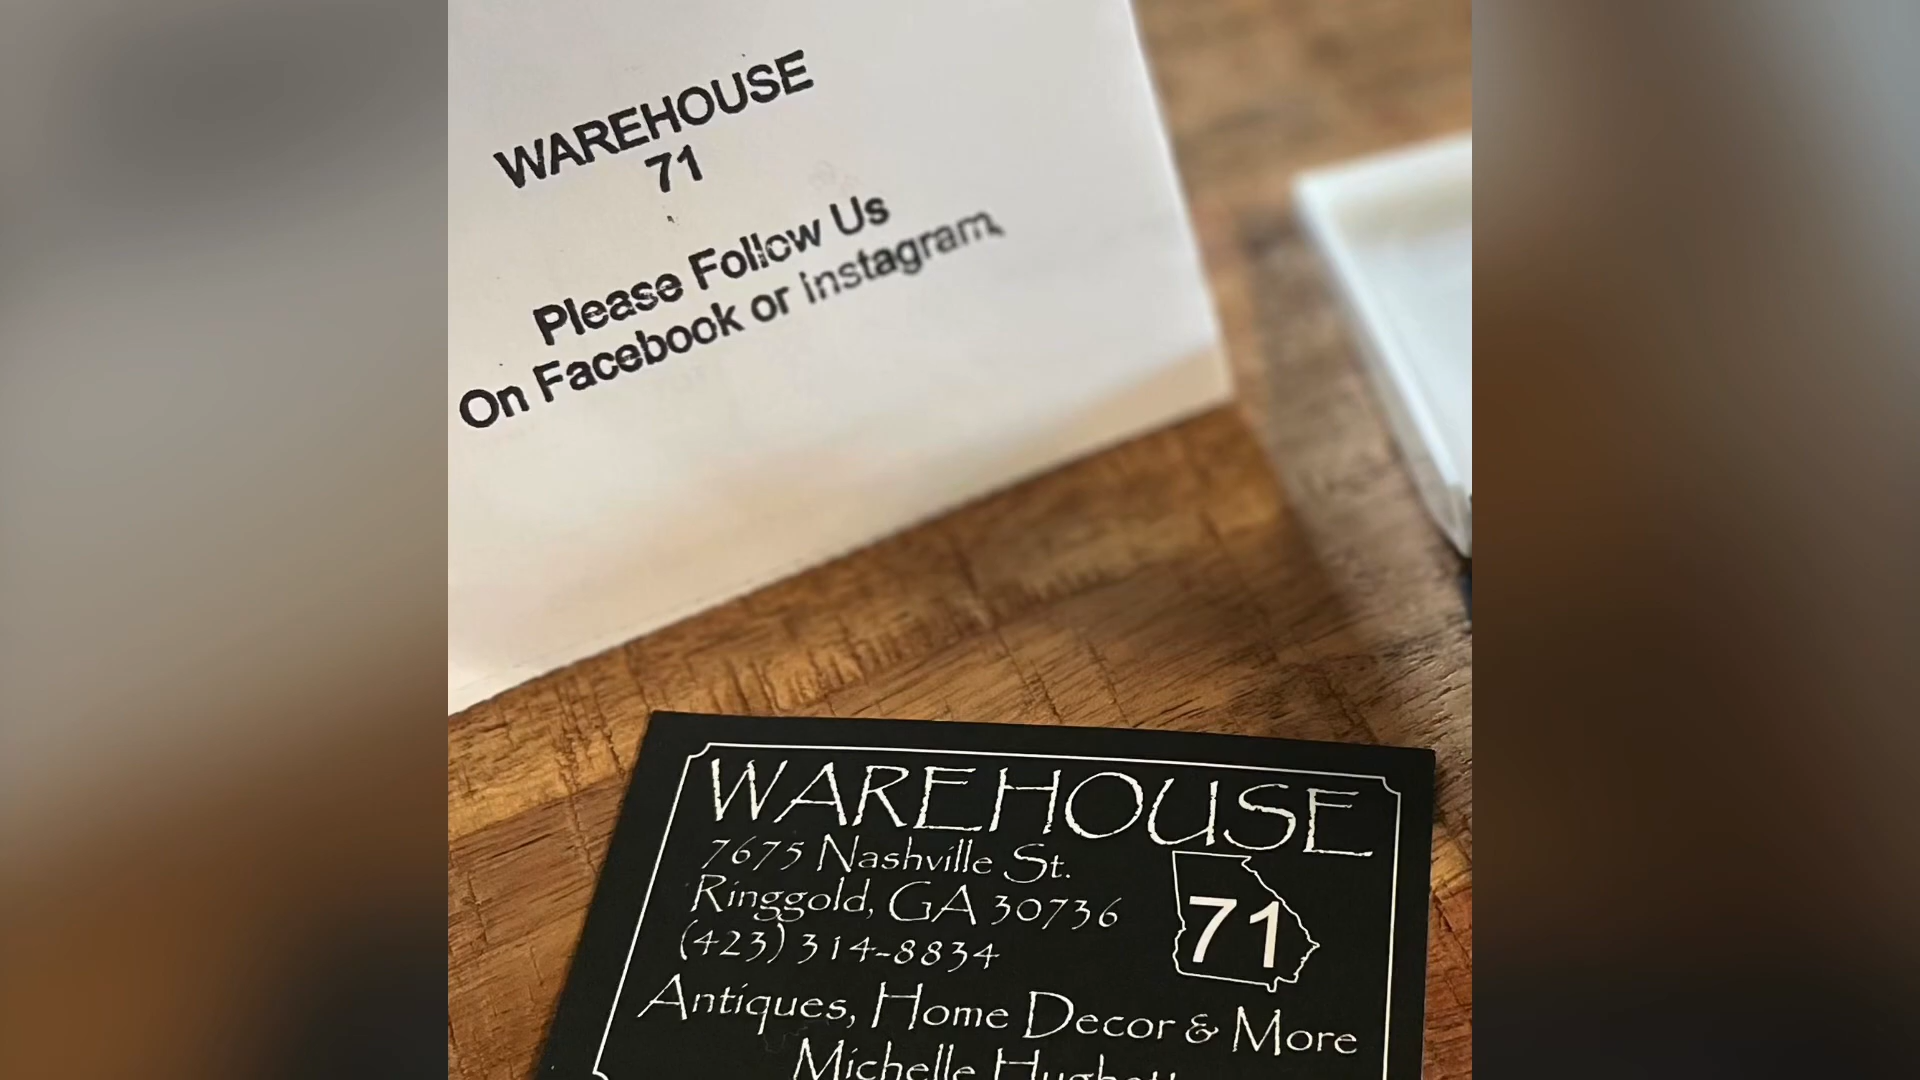 WAREHOUSE
71
Please Follow Us
On Facebook or Instagram
WAREHOUSE
7675 Nashville St.
Ringgold, GA 30736
(423) 314-8834
71
Antiques, Home Decor & More
Michelle